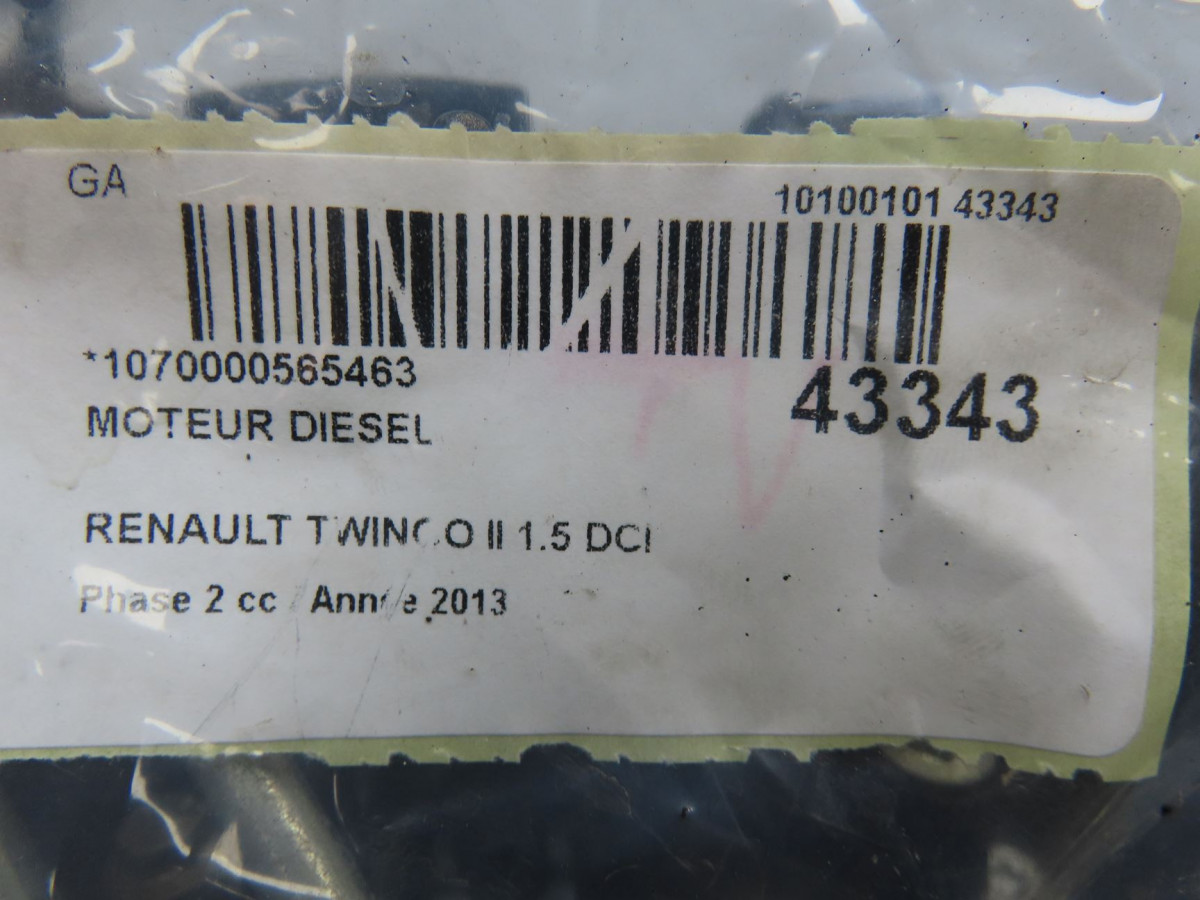 GA
10100101 43343
*1070000565463
43343
MOTEUR DIESEL
RENAULT TWINGO II 1.5 DCI
Phase 2 cc / Année 2013